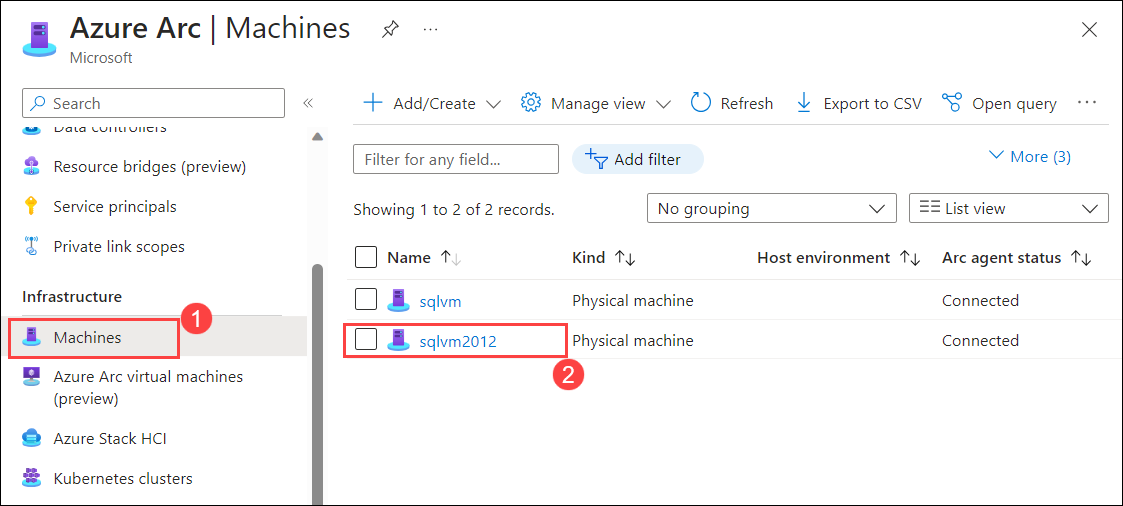 Azure Arc | Machines
...
Microsoft
Search
«
Data controllers
Resource bridges (preview)
Service principals
Private link scopes
Infrastructure
Machines
1
Azure Arc virtual machines
(preview)
Azure Stack HCI
Kubernetes clusters
Add/Create
Manage view
Refresh
Export to CSV
Open query
...
Filter for any field...
Add filter
More (3)
Showing 1 to 2 of 2 records.
No grouping
List view
Name
Kind
Host environment
Arc agent status
sqlvm
Physical machine
Connected
sqlvm2012
Physical machine
Connected
2